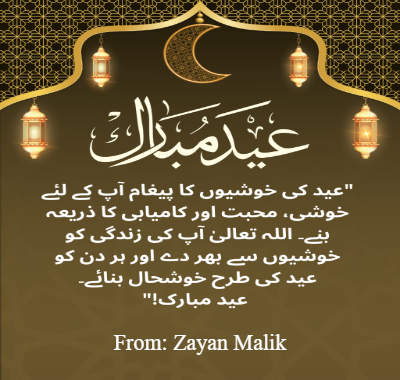 عيد مبارك
"عید کی خوشیوں کا پیغام آپ کے لئے
خوشی، محبت اور کامیابی کا ذریعہ
بنے۔ اللہ تعالیٰ آپ کی زندگی کو
خوشیوں سے بھر دے اور ہر دن کو
عید کی طرح خوشحال بنائے۔
عید مبارک!"
From: Zayan Malik